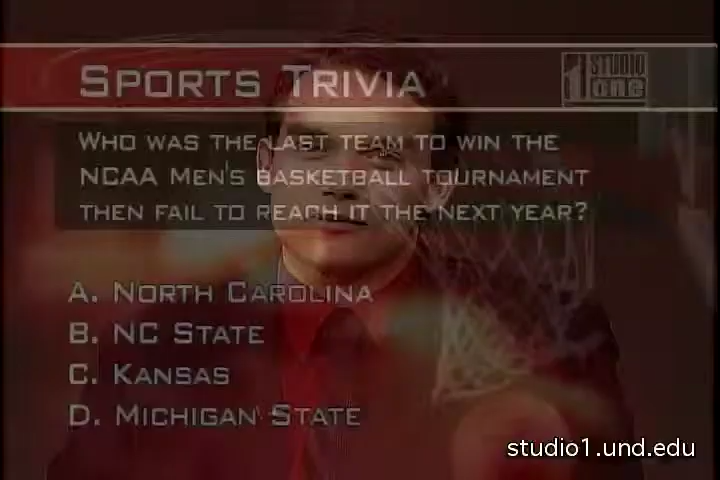 SPORTS TRIVIA
1 STUDIO
one
WHO WAS THE LAST TEAM TO WIN THE
NCAA MEN'S BASKETBALL TOURNAMENT
THEN FAIL TO REACH IT THE NEXT YEAR?
A. NORTH CAROLINA
B. NC STATE
C. KANSAS
D. MICHIGAN STATE
studio1.und.edu